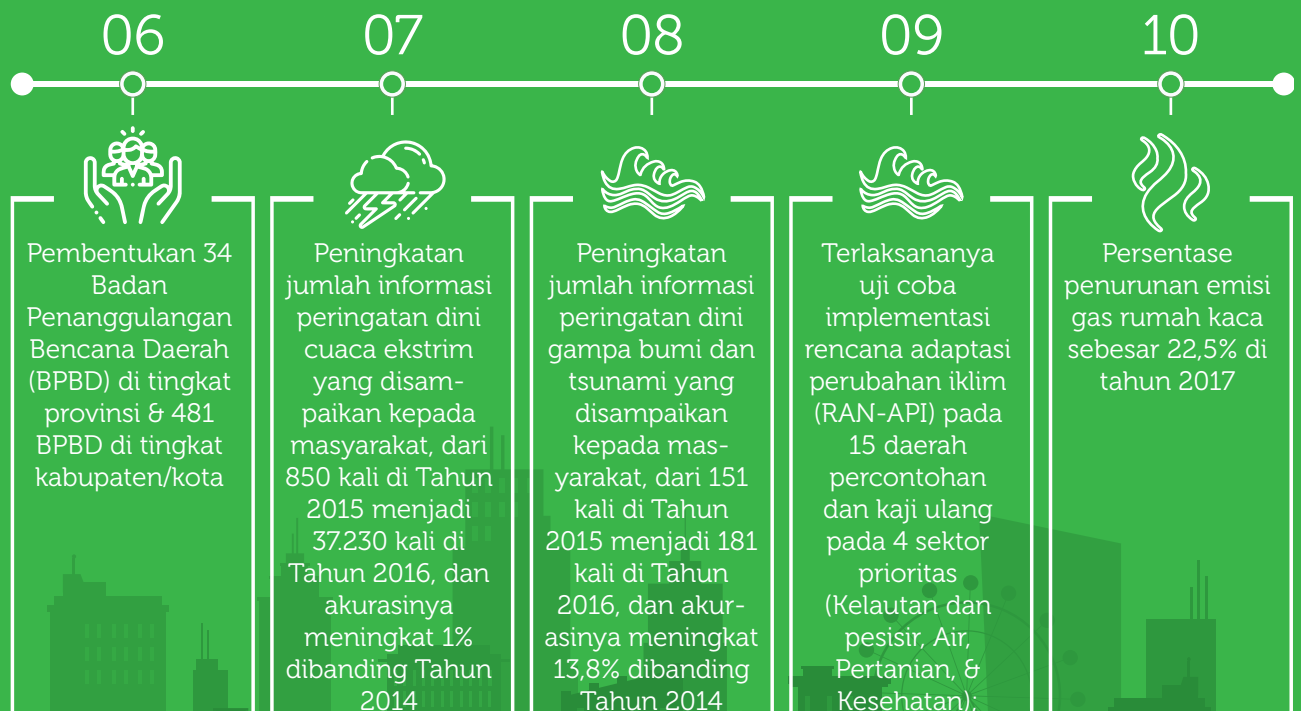 06
Pembentukan 34
Badan
Penanggulangan
Bencana Daerah
(BPBD) di tingkat
provinsi & 481
BPBD di tingkat
kabupaten/kota
07
Peningkatan
jumlah informasi
peringatan dini
cuaca ekstrim
yang disam-
paikan kepada
masyarakat, dari
850 kali di Tahun
2015 menjadi
37.230 kali di
Tahun 2016, dan
akurasinya
meningkat 1%
dibanding Tahun
2014
08
Peningkatan
jumlah informasi
peringatan dini
gampa bumi dan
tsunami yang
disampaikan
kepada mas-
yarakat, dari 151
kali di Tahun
2015 menjadi 181
kali di Tahun
2016, dan akur-
asinya meningkat
13,8% dibanding
Tahun 2014
09
Terlaksananya
uji coba
implementasi
rencana adaptasi
perubahan iklim
(RAN-API) pada
15 daerah
percontohan
dan kaji ulang
pada 4 sektor
prioritas
(Kelautan dan
pesisir, Air,
Pertanian, &
Kesehatan);
10
Persentase
penurunan emisi
gas rumah kaca
sebesar 22,5% di
tahun 2017